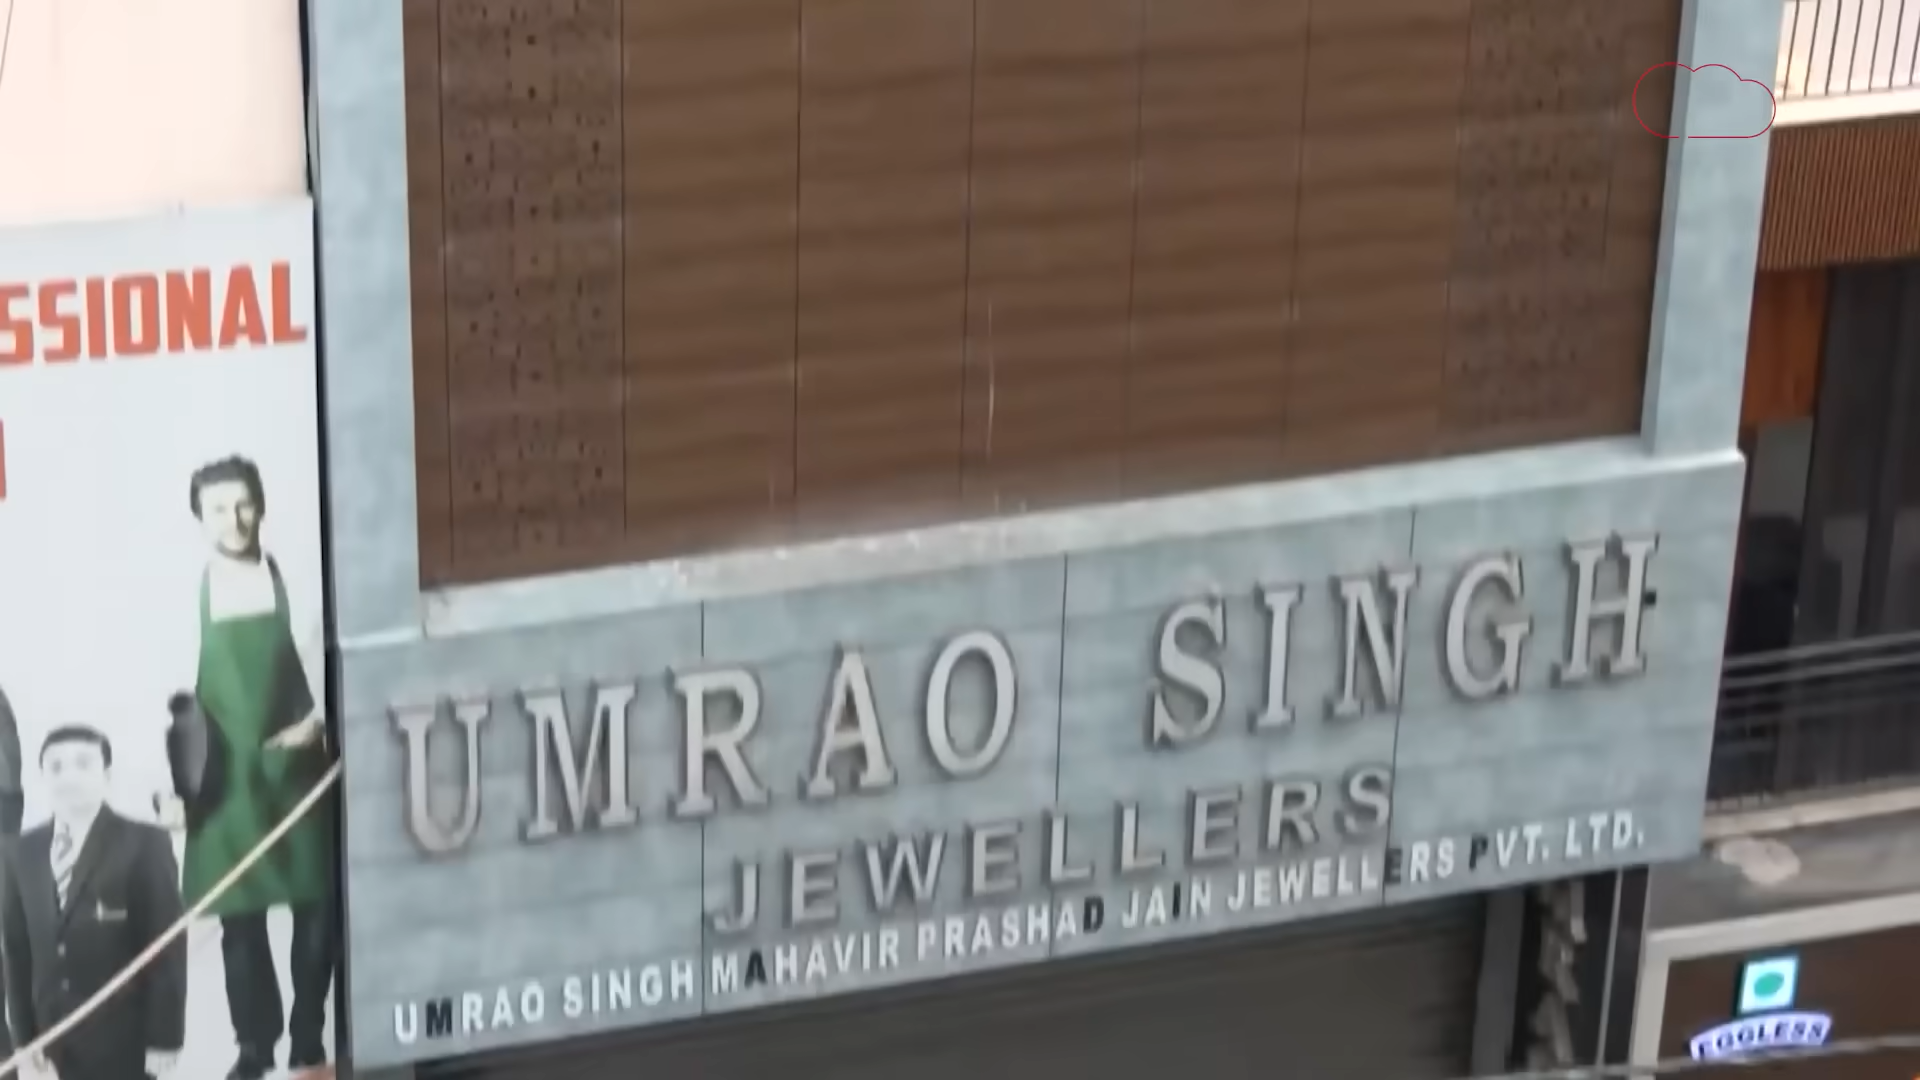 SSIONAL
UMRAO SINGH
JEWELLERS
UMRAO SINGH MAHAVIR PRASHAD JAIN JEWELLERS PVT. LTD.
EGGLESS